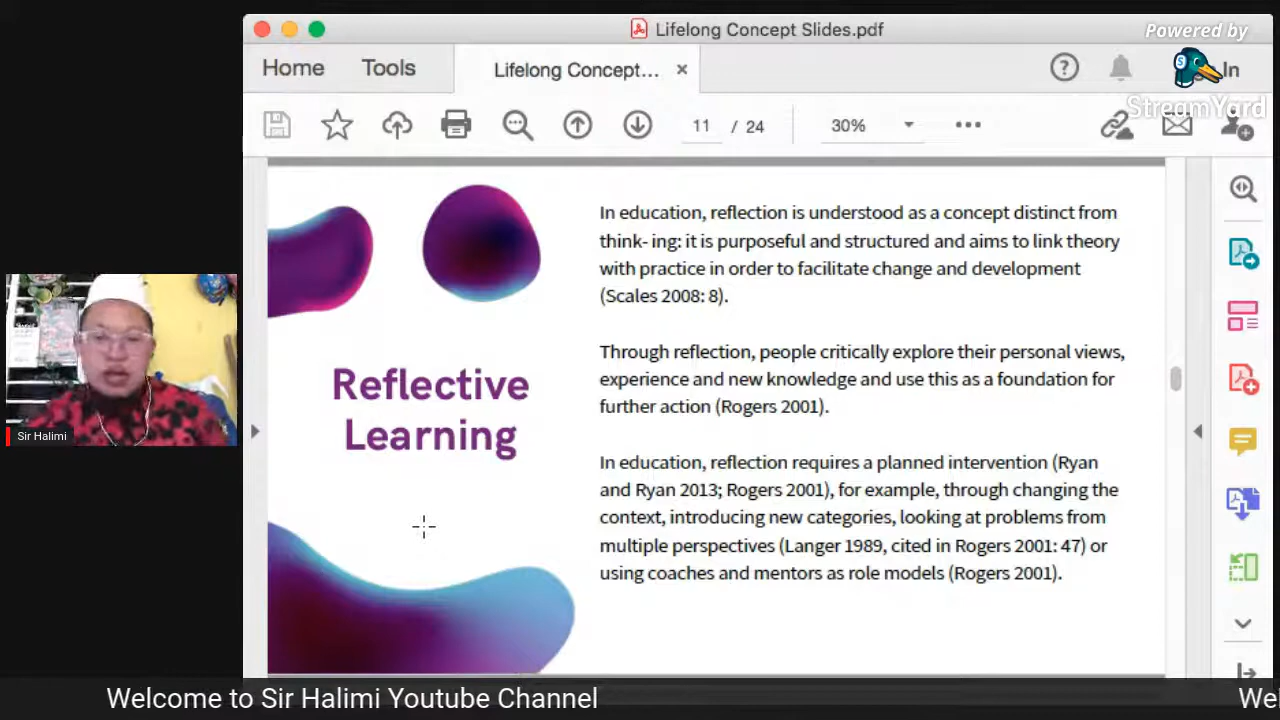 Lifelong Concept Slides.pdf
Powered by
Home
Tools
Lifelong Concept...
In
StreamYard
11 / 24
30%
In education, reflection is understood as a concept distinct from
think- ing: it is purposeful and structured and aims to link theory
with practice in order to facilitate change and development
(Scales 2008: 8).
Through reflection, people critically explore their personal views,
experience and new knowledge and use this as a foundation for
further action (Rogers 2001).
Reflective
Learning
In education, reflection requires a planned intervention (Ryan
and Ryan 2013; Rogers 2001), for example, through changing the
context, introducing new categories, looking at problems from
multiple perspectives (Langer 1989, cited in Rogers 2001: 47) or
using coaches and mentors as role models (Rogers 2001).
Sir Halimi
Welcome to Sir Halimi Youtube Channel
Wel